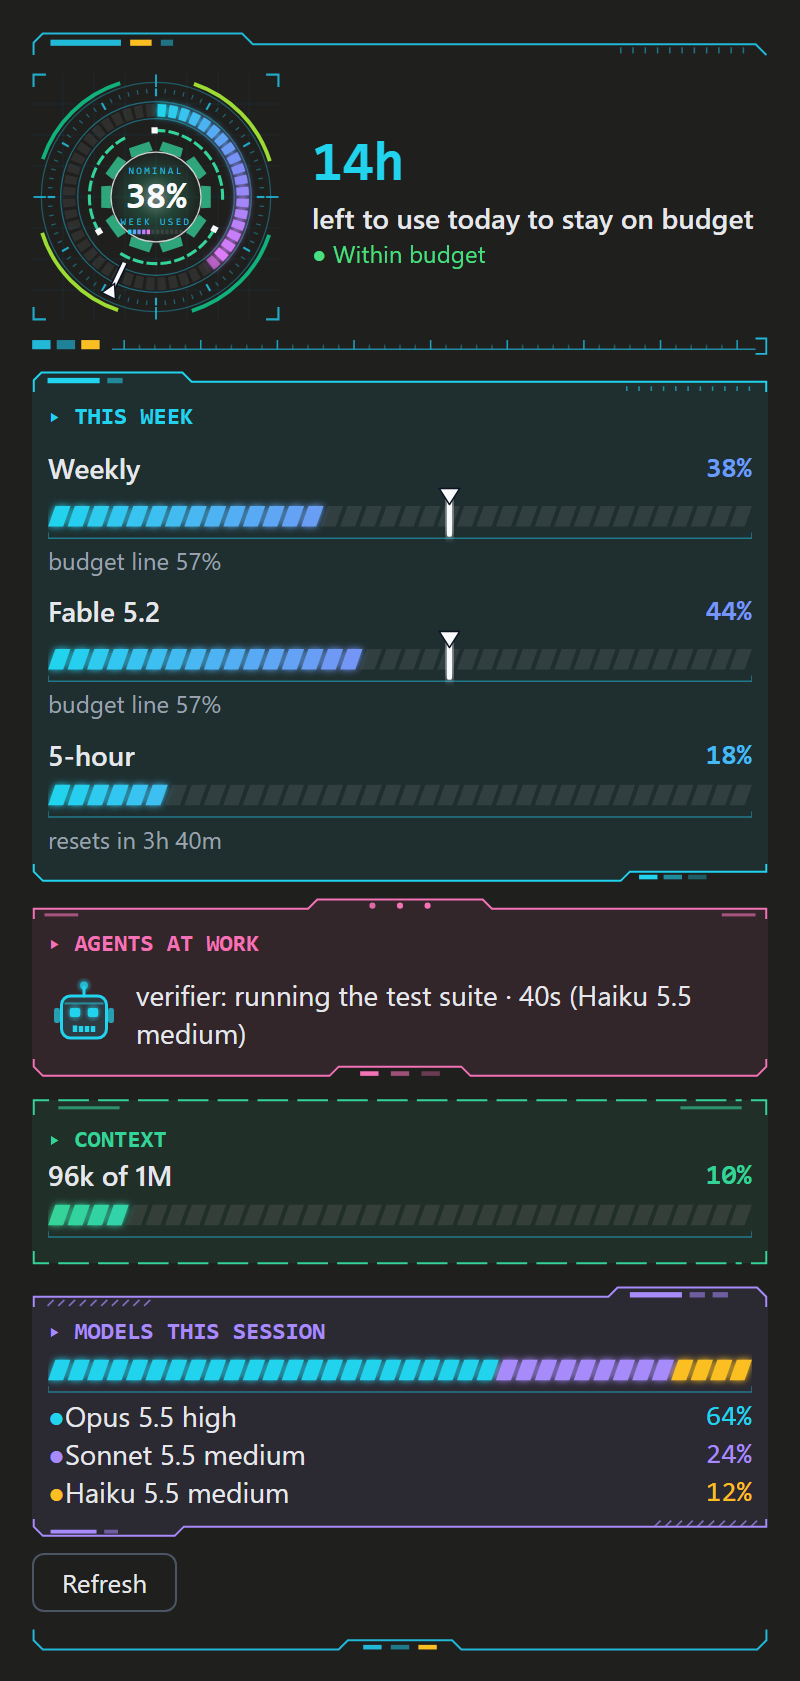 NOMINAL
38%
WEEK USED
14h
left to use today to stay on budget
Within budget
THIS WEEK
Weekly
38%
budget line 57%
Fable 5.2
44%
budget line 57%
5-hour
18%
resets in 3h 40m
AGENTS AT WORK
verifier: running the test suite · 40s (Haiku 5.5
medium)
CONTEXT
96k of 1M
10%
MODELS THIS SESSION
Opus 5.5 high
64%
Sonnet 5.5 medium
24%
Haiku 5.5 medium
12%
Refresh